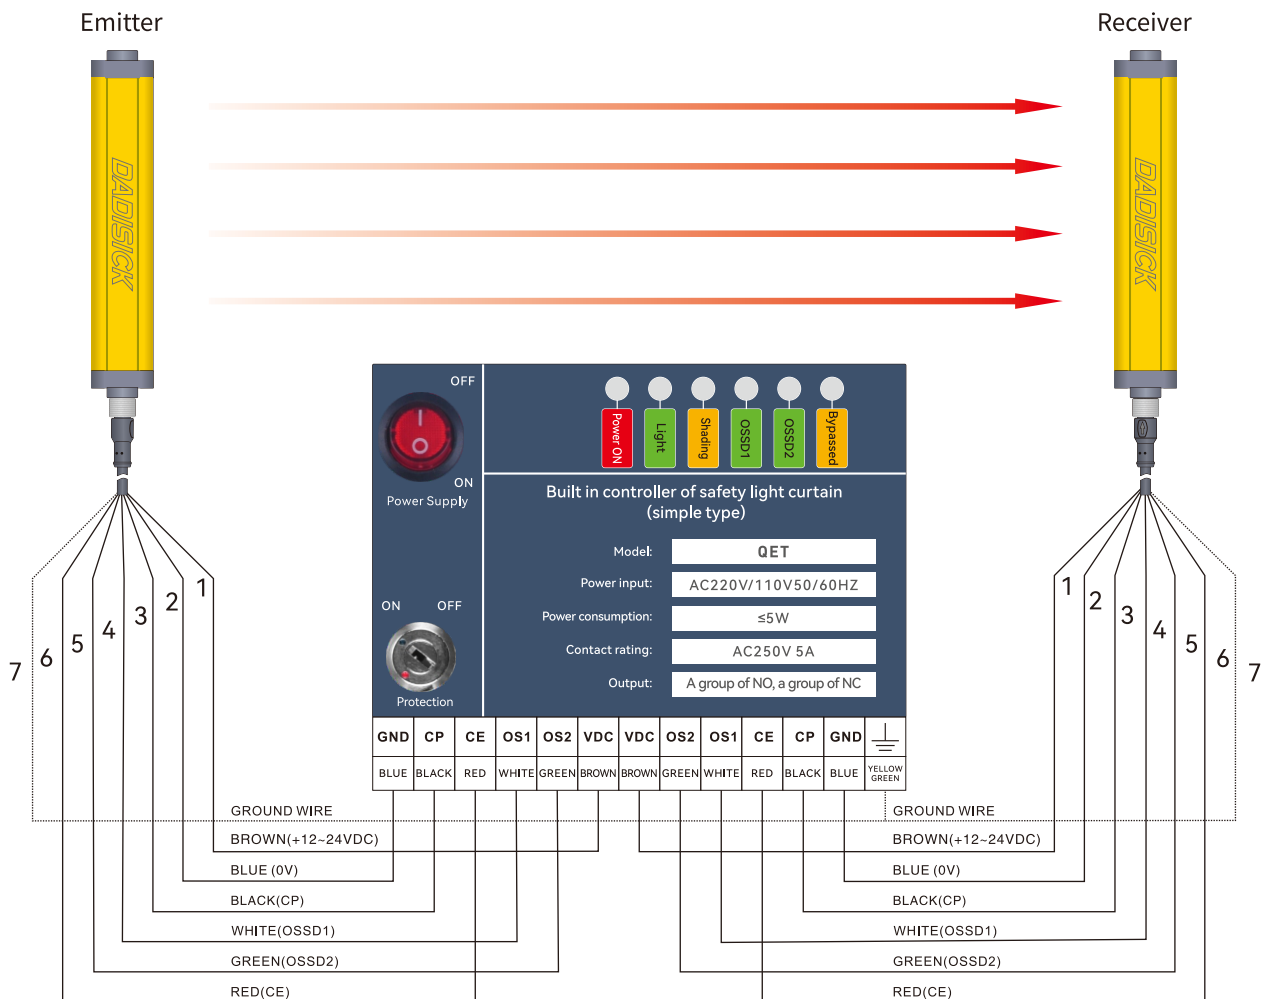 Emitter
Receiver
DADISICK
DADISICK
OFF
ON
Power Supply
Power ON
Light
Shading
OSSD1
OSSD2
Bypassed
Built in controller of safety light curtain
(simple type)
Model: QET
Power input: AC220V/110V50/60HZ
Power consumption: ≤5W
Contact rating: AC250V 5A
Output: A group of NO, a group of NC
ON OFF
Protection
GND CP CE OS1 OS2 VDC VDC OS2 OS1 CE CP GND
BLUE BLACK RED WHITE GREEN BROWN BROWN GREEN WHITE RED BLACK BLUE YELLOW GREEN
7 6 5 4 3 2 1
1 2 3 4 5 6 7
GROUND WIRE GROUND WIRE
BROWN(+12~24VDC) BROWN(+12~24VDC)
BLUE (0V) BLUE (0V)
BLACK(CP) BLACK(CP)
WHITE(OSSD1) WHITE(OSSD1)
GREEN(OSSD2) GREEN(OSSD2)
RED(CE) RED(CE)